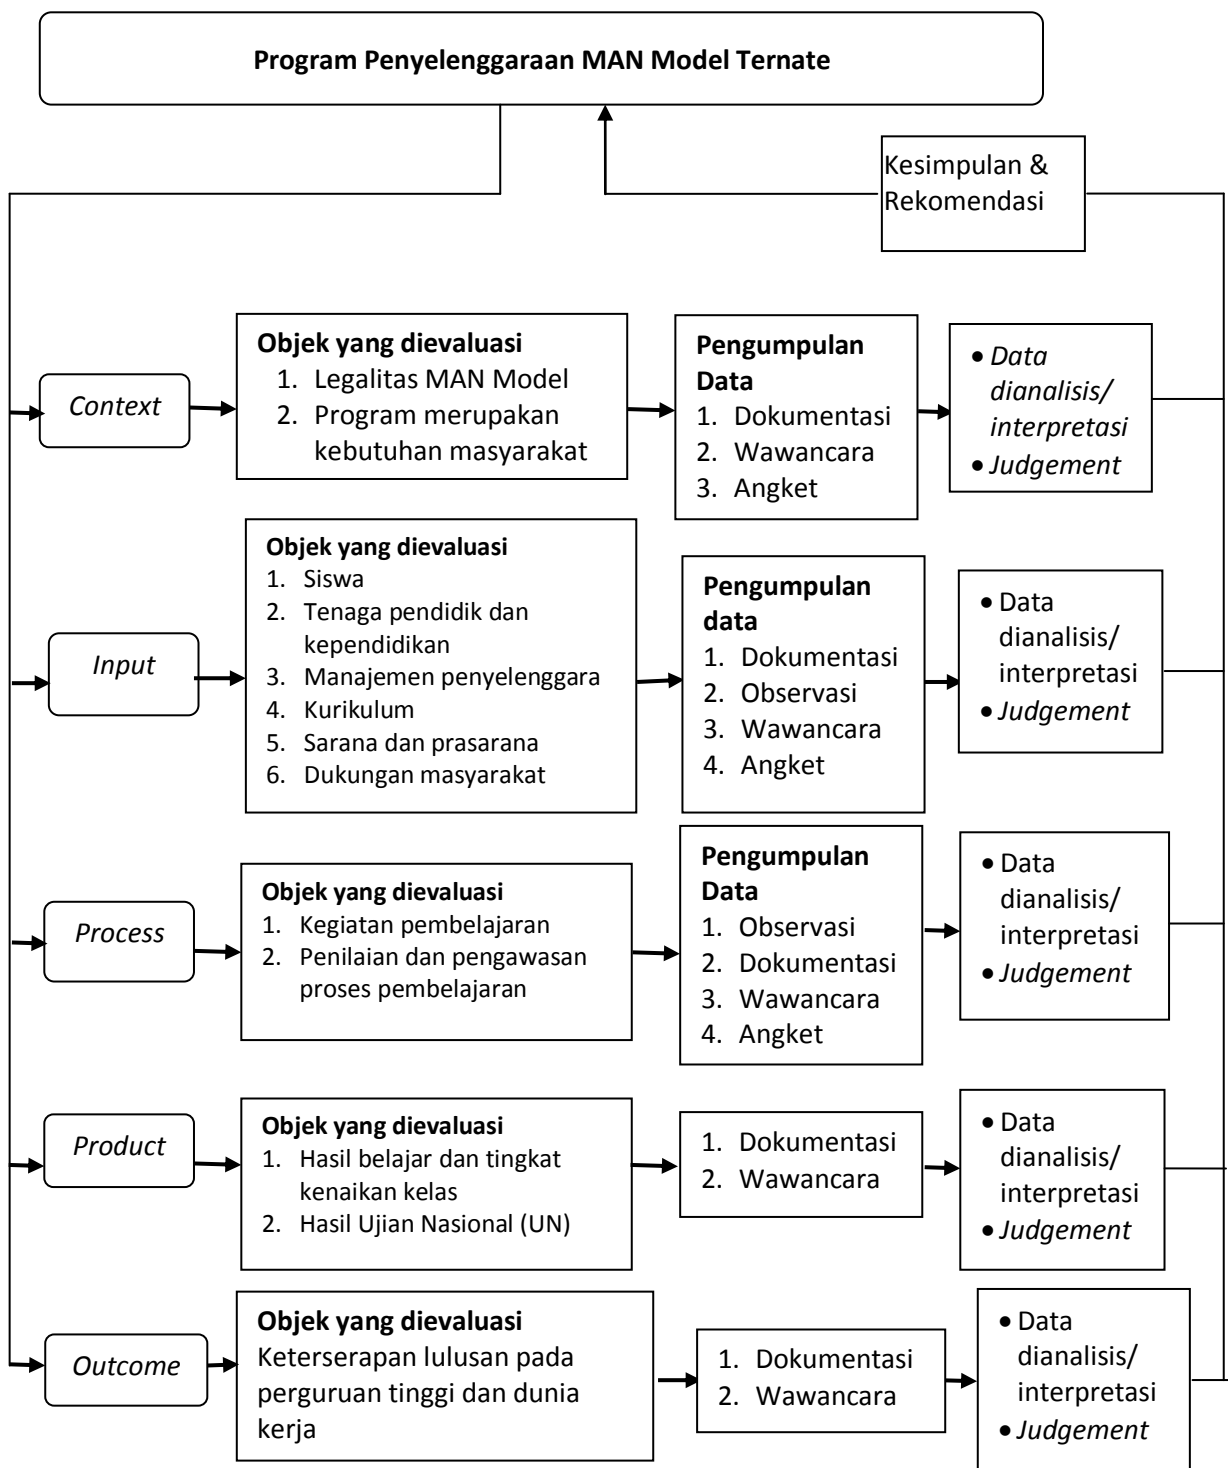 Program Penyelenggaraan MAN Model Ternate
Kesimpulan &
Rekomendasi
Context
Objek yang dievaluasi
1. Legalitas MAN Model
2. Program merupakan
kebutuhan masyarakat
Pengumpulan
Data
1. Dokumentasi
2. Wawancara
3. Angket
• Data
dianalisis/
interpretasi
• Judgement
Input
Objek yang dievaluasi
1. Siswa
2. Tenaga pendidik dan
kependidikan
3. Manajemen penyelenggara
4. Kurikulum
5. Sarana dan prasarana
6. Dukungan masyarakat
Pengumpulan
data
1. Dokumentasi
2. Observasi
3. Wawancara
4. Angket
• Data
dianalisis/
interpretasi
• Judgement
Process
Objek yang dievaluasi
1. Kegiatan pembelajaran
2. Penilaian dan pengawasan
proses pembelajaran
Pengumpulan
Data
1. Observasi
2. Dokumentasi
3. Wawancara
4. Angket
• Data
dianalisis/
interpretasi
• Judgement
Product
Objek yang dievaluasi
1. Hasil belajar dan tingkat
kenaikan kelas
2. Hasil Ujian Nasional (UN)
1. Dokumentasi
2. Wawancara
• Data
dianalisis/
interpretasi
• Judgement
Outcome
Objek yang dievaluasi
Keterserapan lulusan pada
perguruan tinggi dan dunia
kerja
1. Dokumentasi
2. Wawancara
• Data
dianalisis/
interpretasi
• Judgement